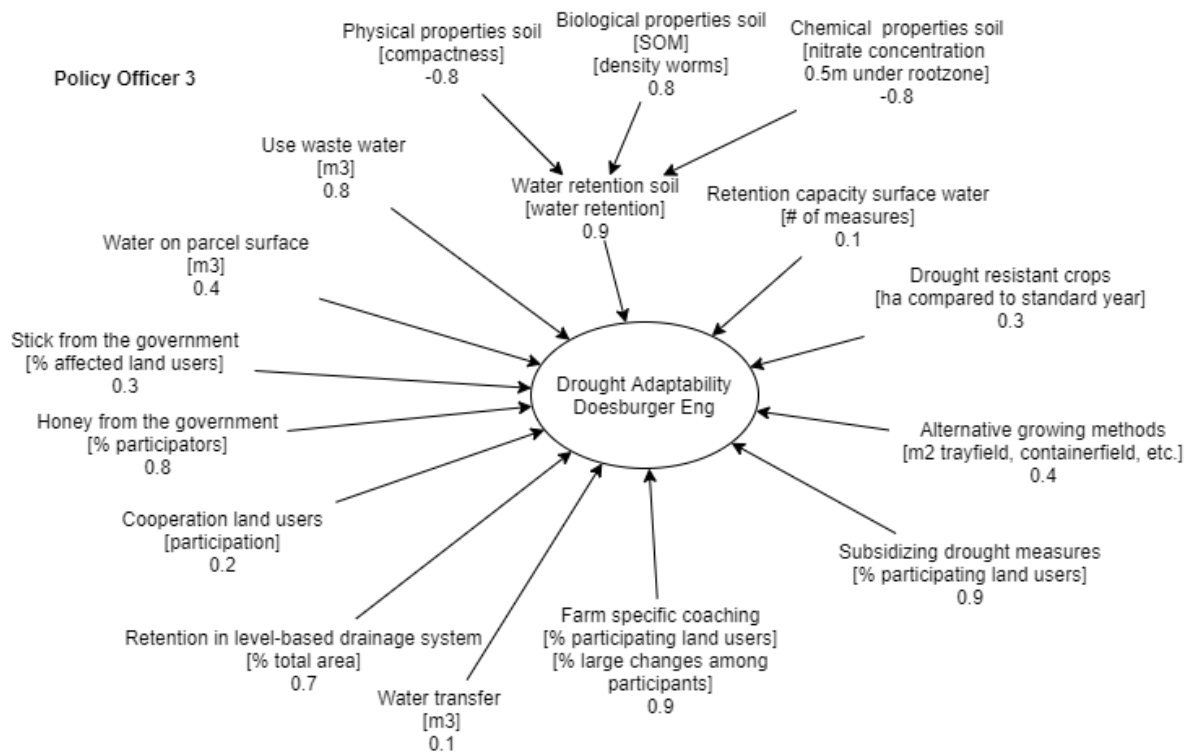 Policy Officer 3
Physical properties soil
[compactness]
-0.8
Biological properties soil
[SOM]
[density worms]
0.8
Chemical properties soil
[nitrate concentration
0.5m under rootzone]
-0.8
Use waste water
[m3]
0.8
Water retention soil
[water retention]
0.9
Retention capacity surface water
[# of measures]
0.1
Water on parcel surface
[m3]
0.4
Drought resistant crops
[ha compared to standard year]
0.3
Stick from the government
[% affected land users]
0.3
Drought Adaptability
Doesburger Eng
Honey from the government
[% participators]
0.8
Alternative growing methods
[m2 trayfield, containerfield, etc.]
0.4
Cooperation land users
[participation]
0.2
Subsidizing drought measures
[% participating land users]
0.9
Retention in level-based drainage system
[% total area]
0.7
Farm specific coaching
[% participating land users]
[% large changes among
participants]
0.9
Water transfer
[m3]
0.1